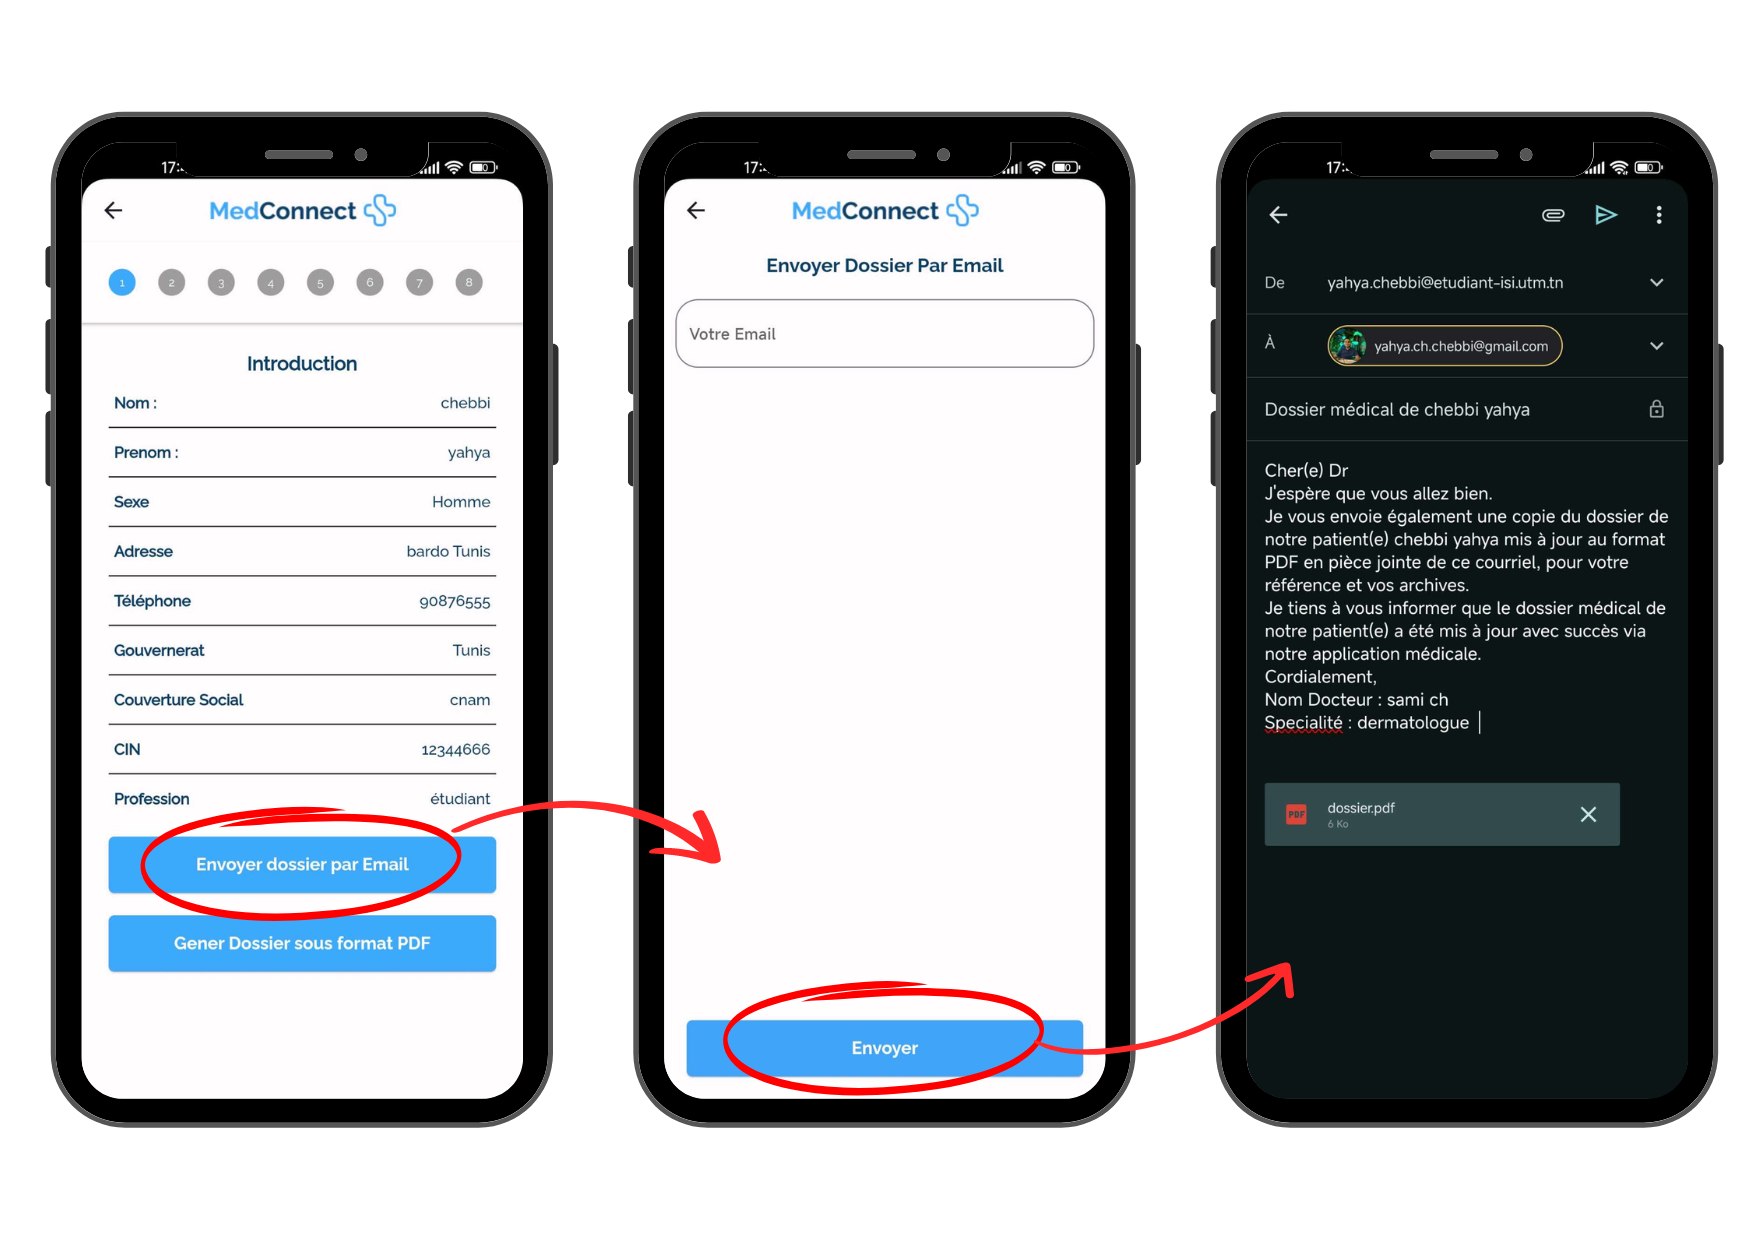 17:
MedConnect
1 2 3 4 5 6 7 8
Introduction
Nom : chebbi
Prenom : yahya
Sexe Homme
Adresse bardo Tunis
Téléphone 90876555
Gouvernerat Tunis
Couverture Social cnam
CIN 12344666
Profession étudiant
Envoyer dossier par Email
Gener Dossier sous format PDF
17:
MedConnect
Envoyer Dossier Par Email
Votre Email
Envoyer
17:
De yahya.chebbi@etudiant-isi.utm.tn
À yahya.ch.chebbi@gmail.com
Dossier médical de chebbi yahya
Cher(e) Dr
J'espère que vous allez bien.
Je vous envoie également une copie du dossier de
notre patient(e) chebbi yahya mis à jour au format
PDF en pièce jointe de ce courriel, pour votre
référence et vos archives.
Je tiens à vous informer que le dossier médical de
notre patient(e) a été mis à jour avec succès via
notre application médicale.
Cordialement,
Nom Docteur : sami ch
Specialité : dermatologue
PDF dossier.pdf
6 Ko